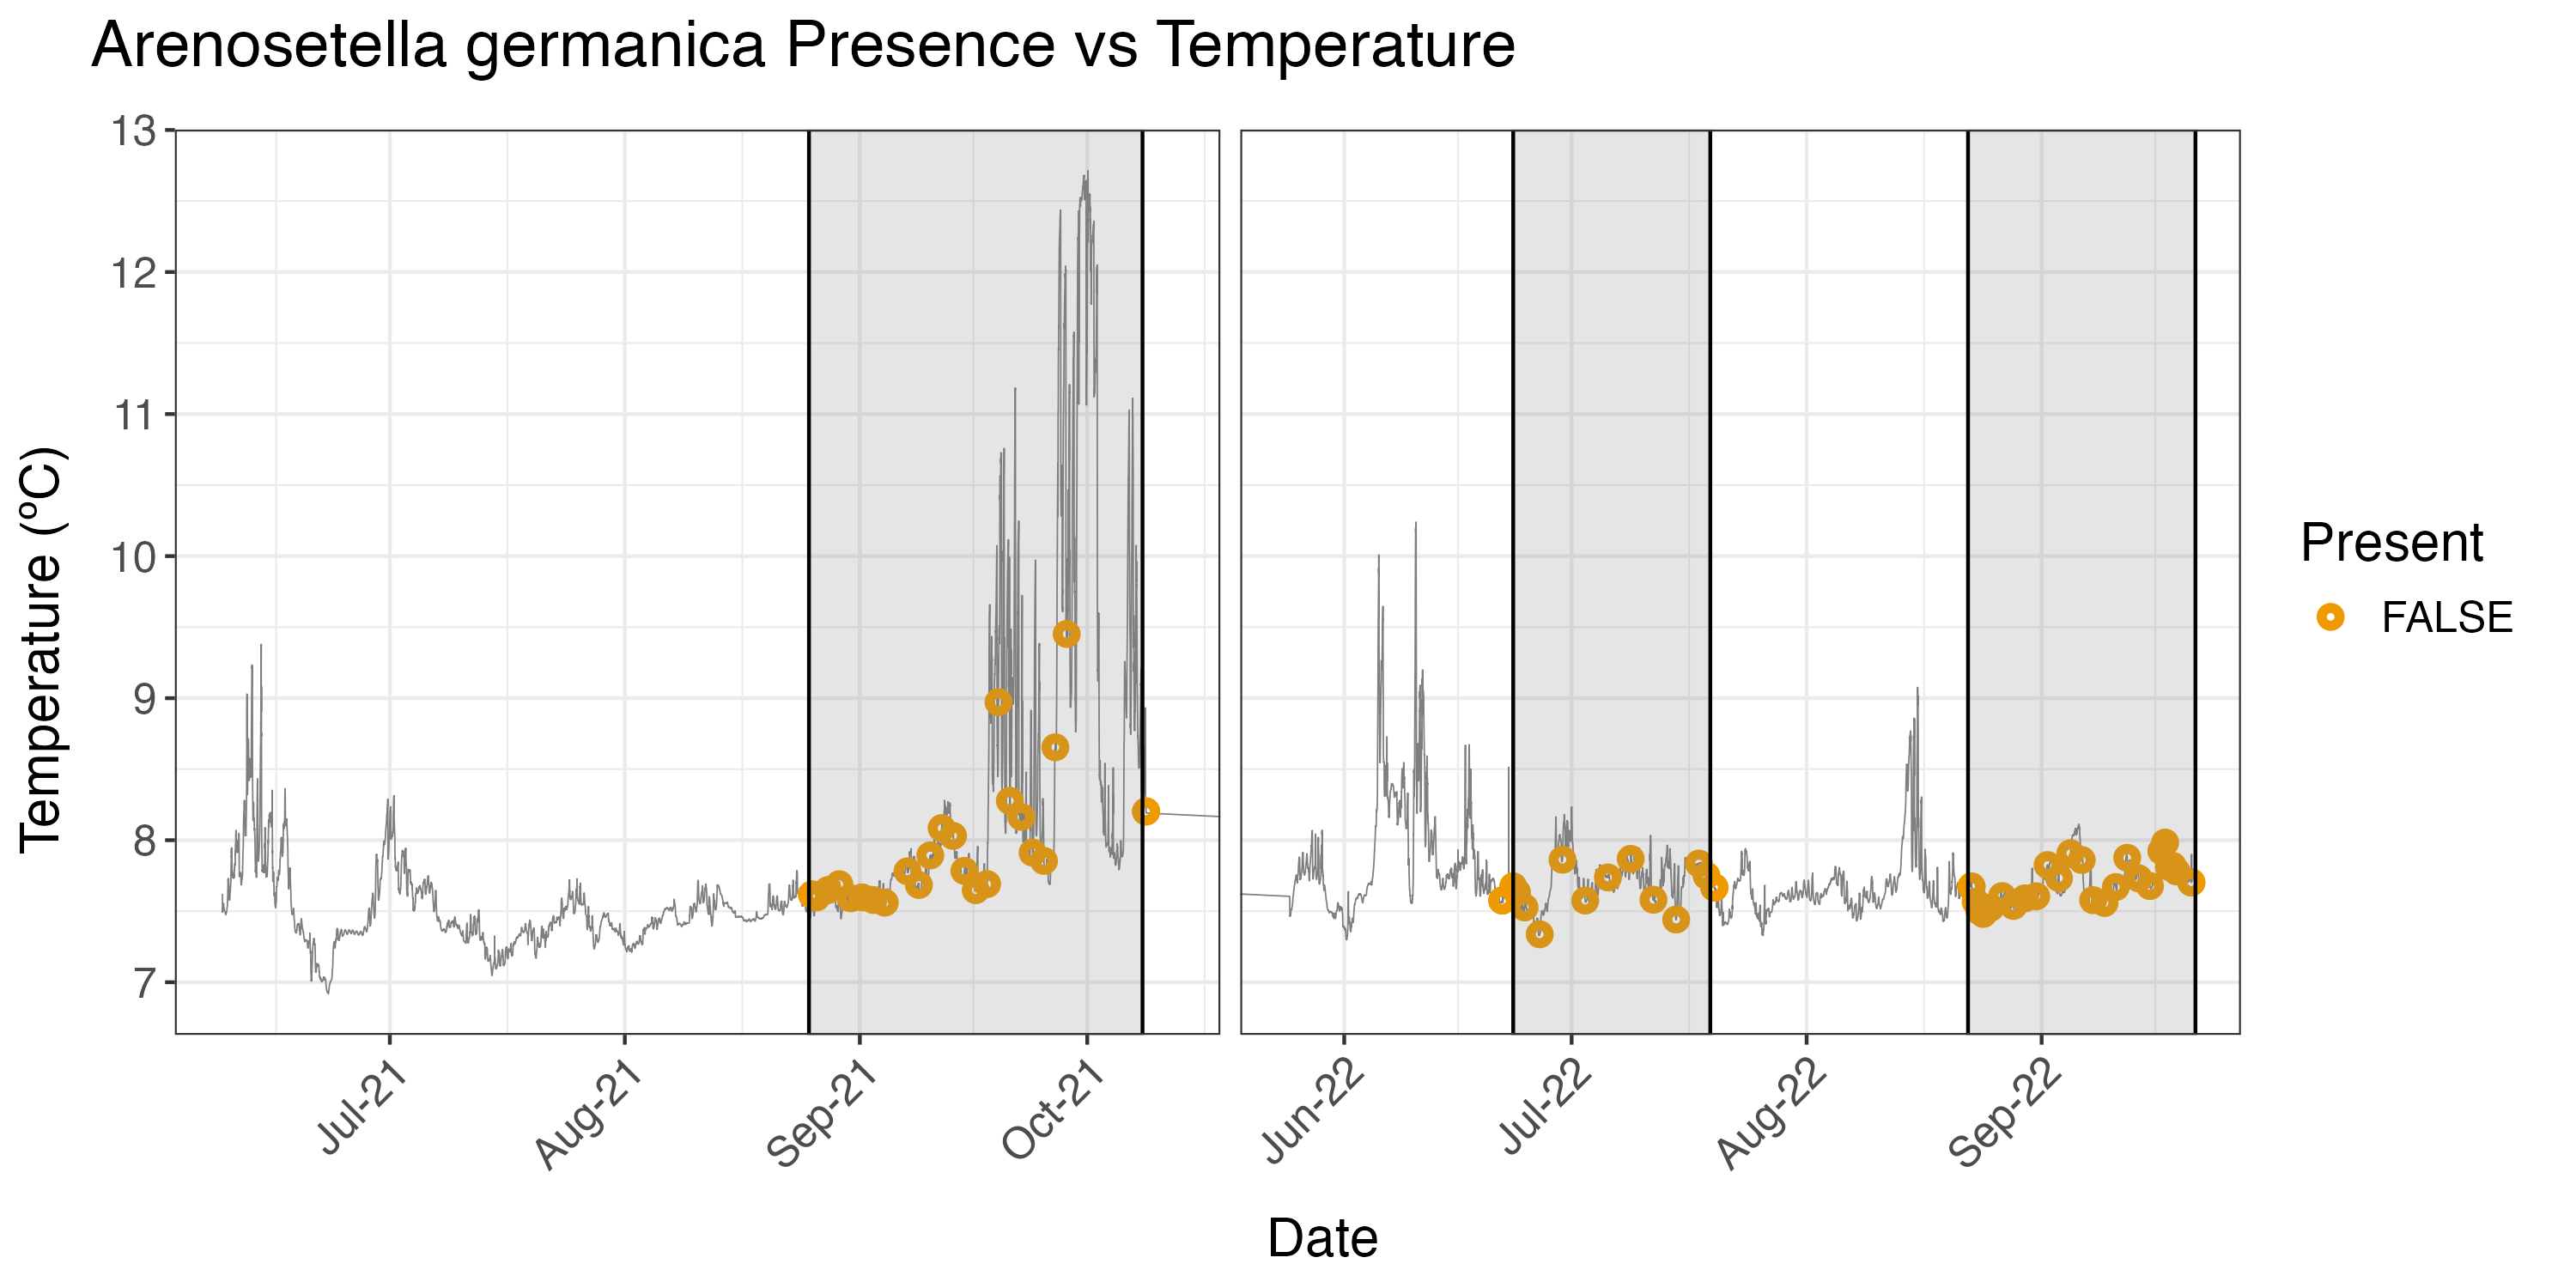 Arenosetella germanica Presence vs Temperature
Temperature (ºC)
13
12
11
10
9
8
7
Jul-21
Aug-21
Sep-21
Oct-21
Jun-22
Jul-22
Aug-22
Sep-22
Date
Present
FALSE